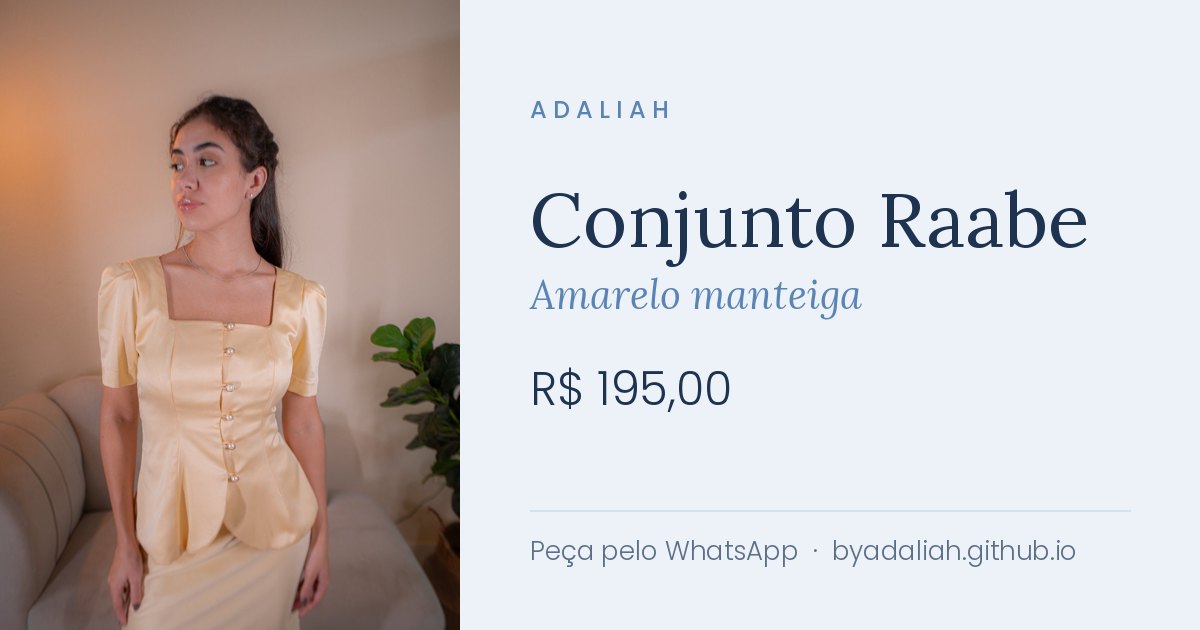 ADALIAH
Conjunto Raabe
Amarelo manteiga
R$ 195,00
Peça pelo WhatsApp · byadaliah.github.io